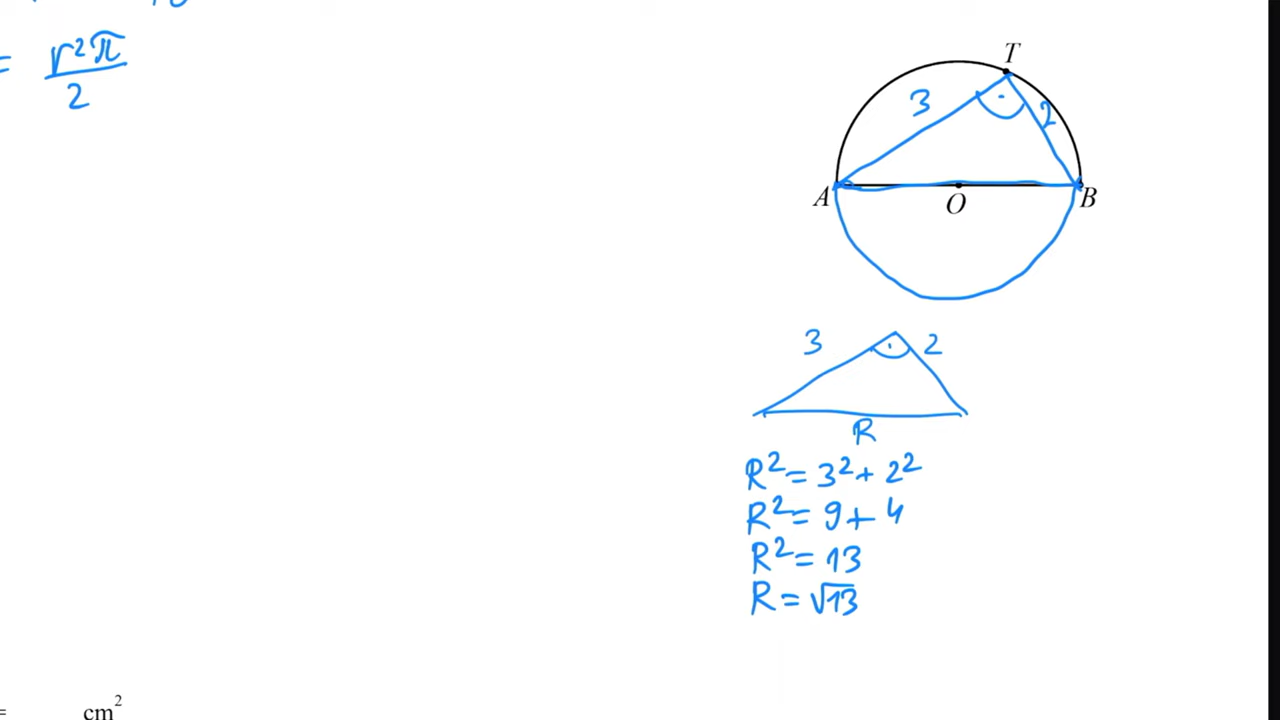 = r²π / 2
T
3
2
A
O
B
3
2
R
R² = 3² + 2²
R² = 9 + 4
R² = 13
R = √13
= cm²